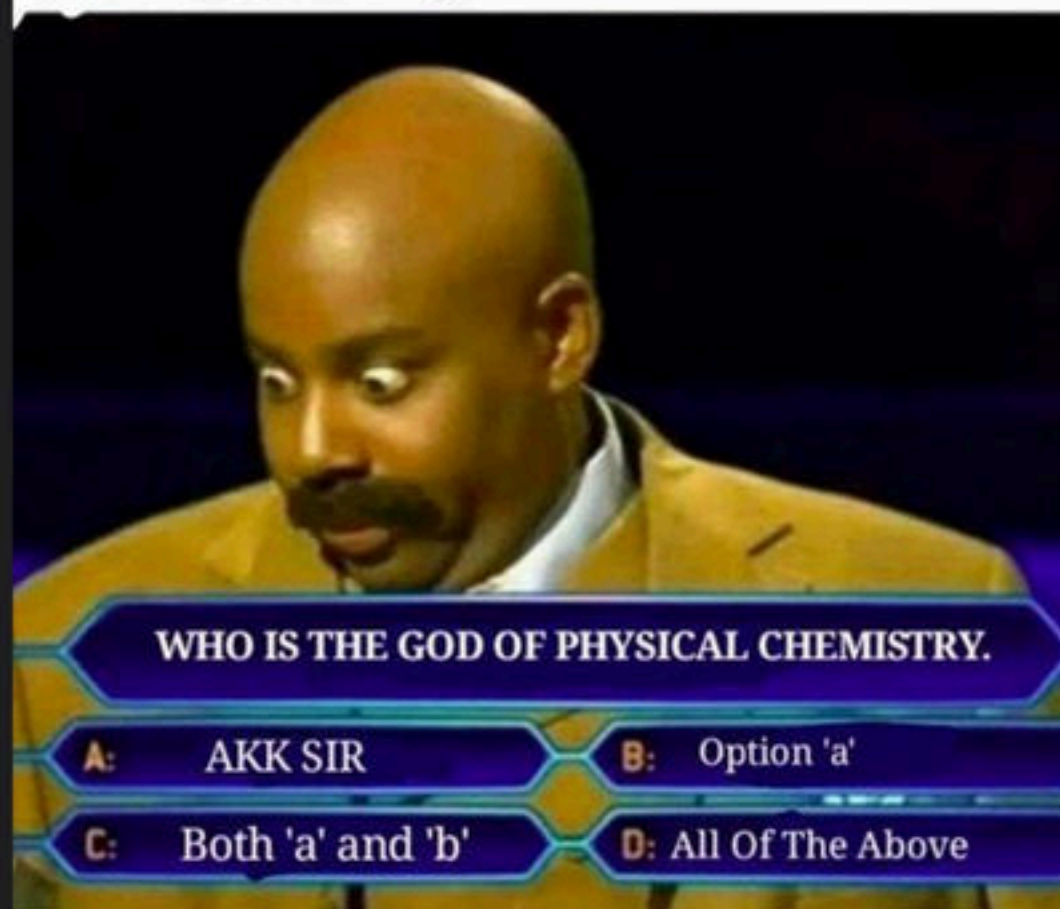 WHO IS THE GOD OF PHYSICAL CHEMISTRY.
A: AKK SIR
B: Option 'a'
C: Both 'a' and 'b'
D: All Of The Above